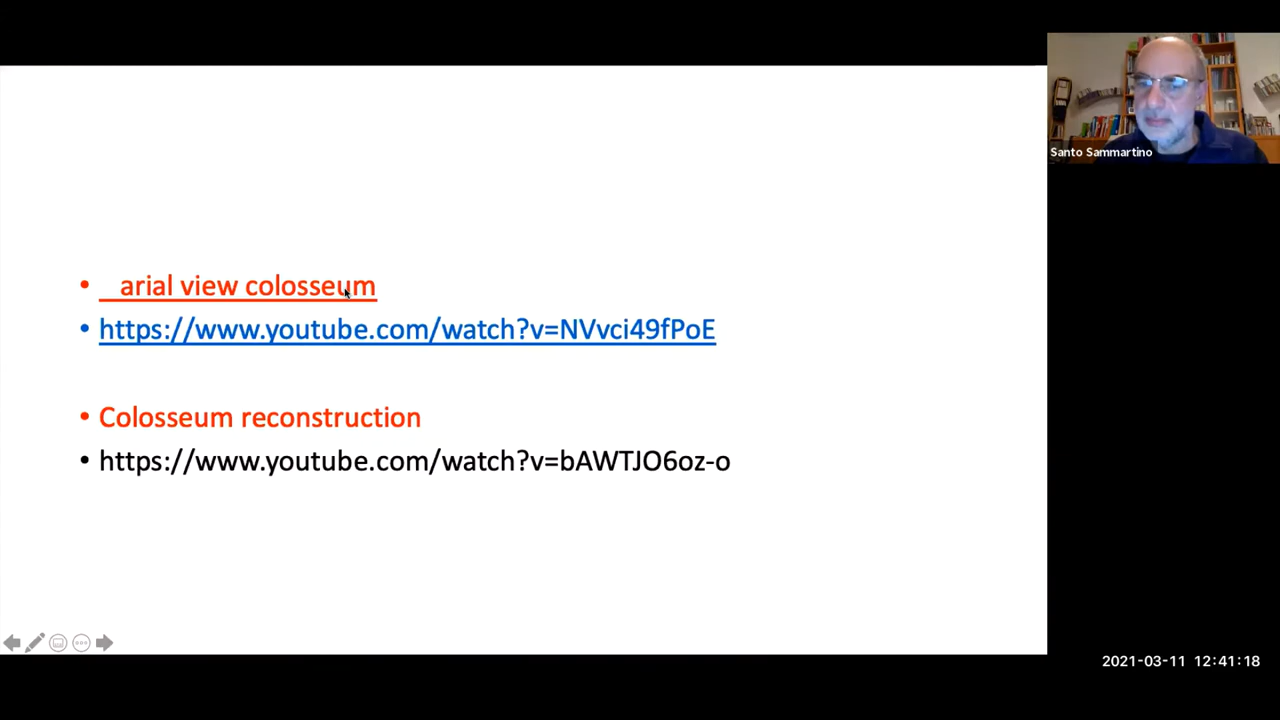 Santo Sammartino
• arial view colosseum
• https://www.youtube.com/watch?v=NVvci49fPoE
• Colosseum reconstruction
• https://www.youtube.com/watch?v=bAWTJO6oz-o
2021-03-11 12:41:18